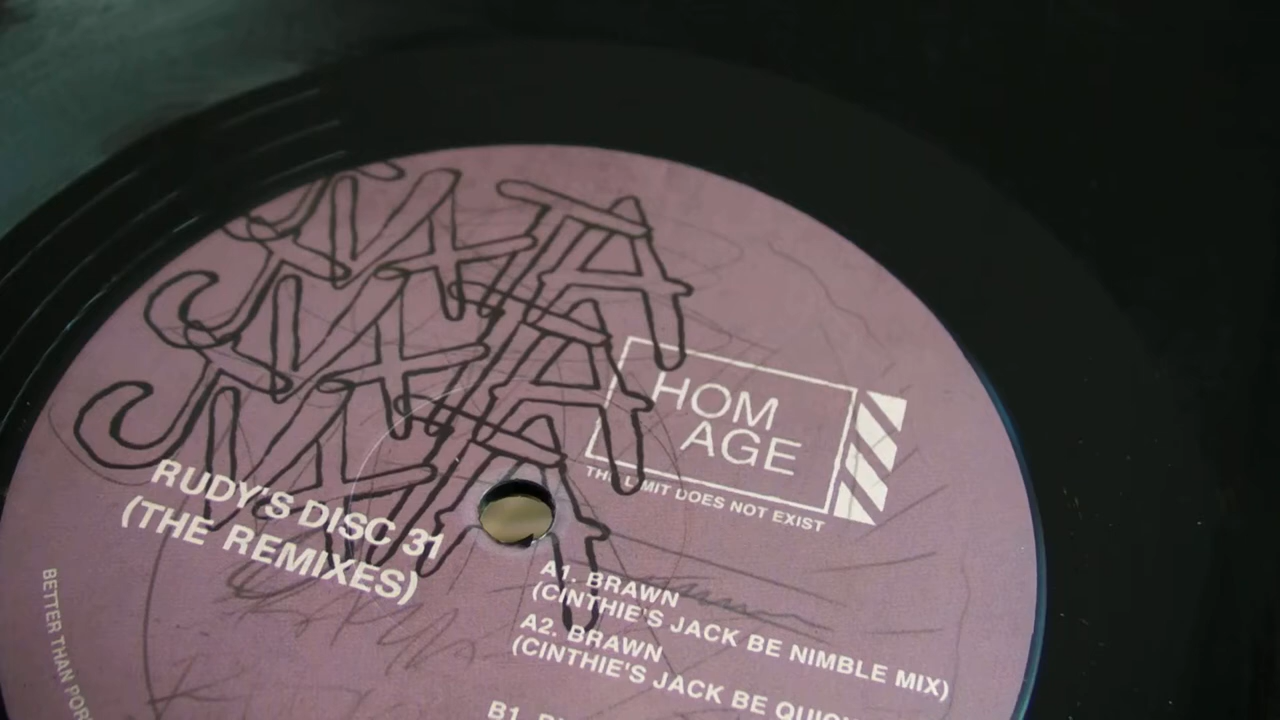 HOM
AGE
THE LIMIT DOES NOT EXIST
RUDY'S DISC 31
(THE REMIXES)
A1. BRAWN
(CINTHIE'S JACK BE NIMBLE MIX)
A2. BRAWN
(CINTHIE'S JACK BE
B1.
BETTER THAN